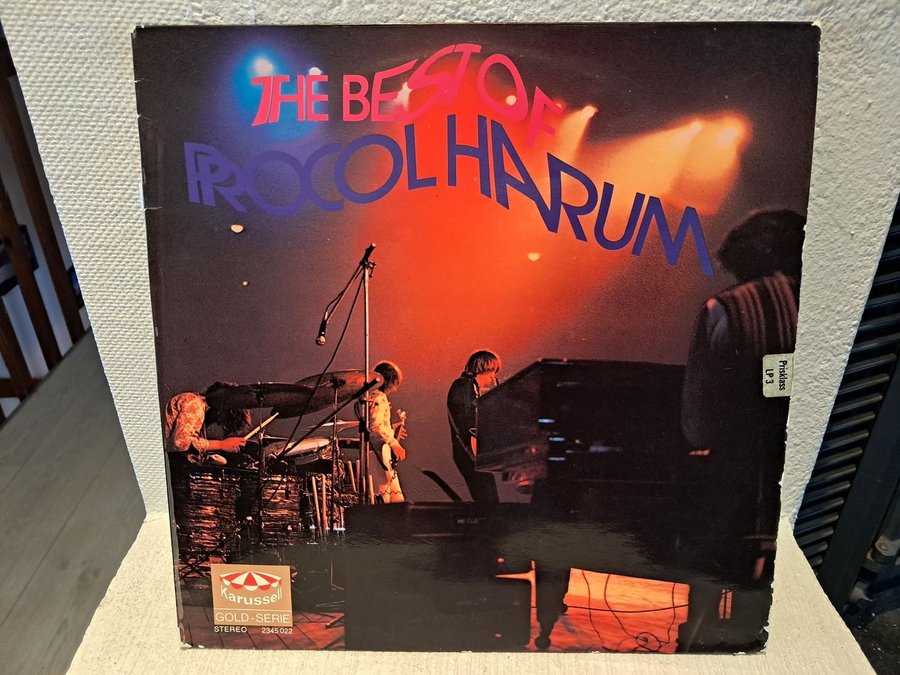 THE BEST OF
PROCOL HARUM
Prisklass
LP 3
Karussell
GOLD-SERIE
STEREO 2345 022